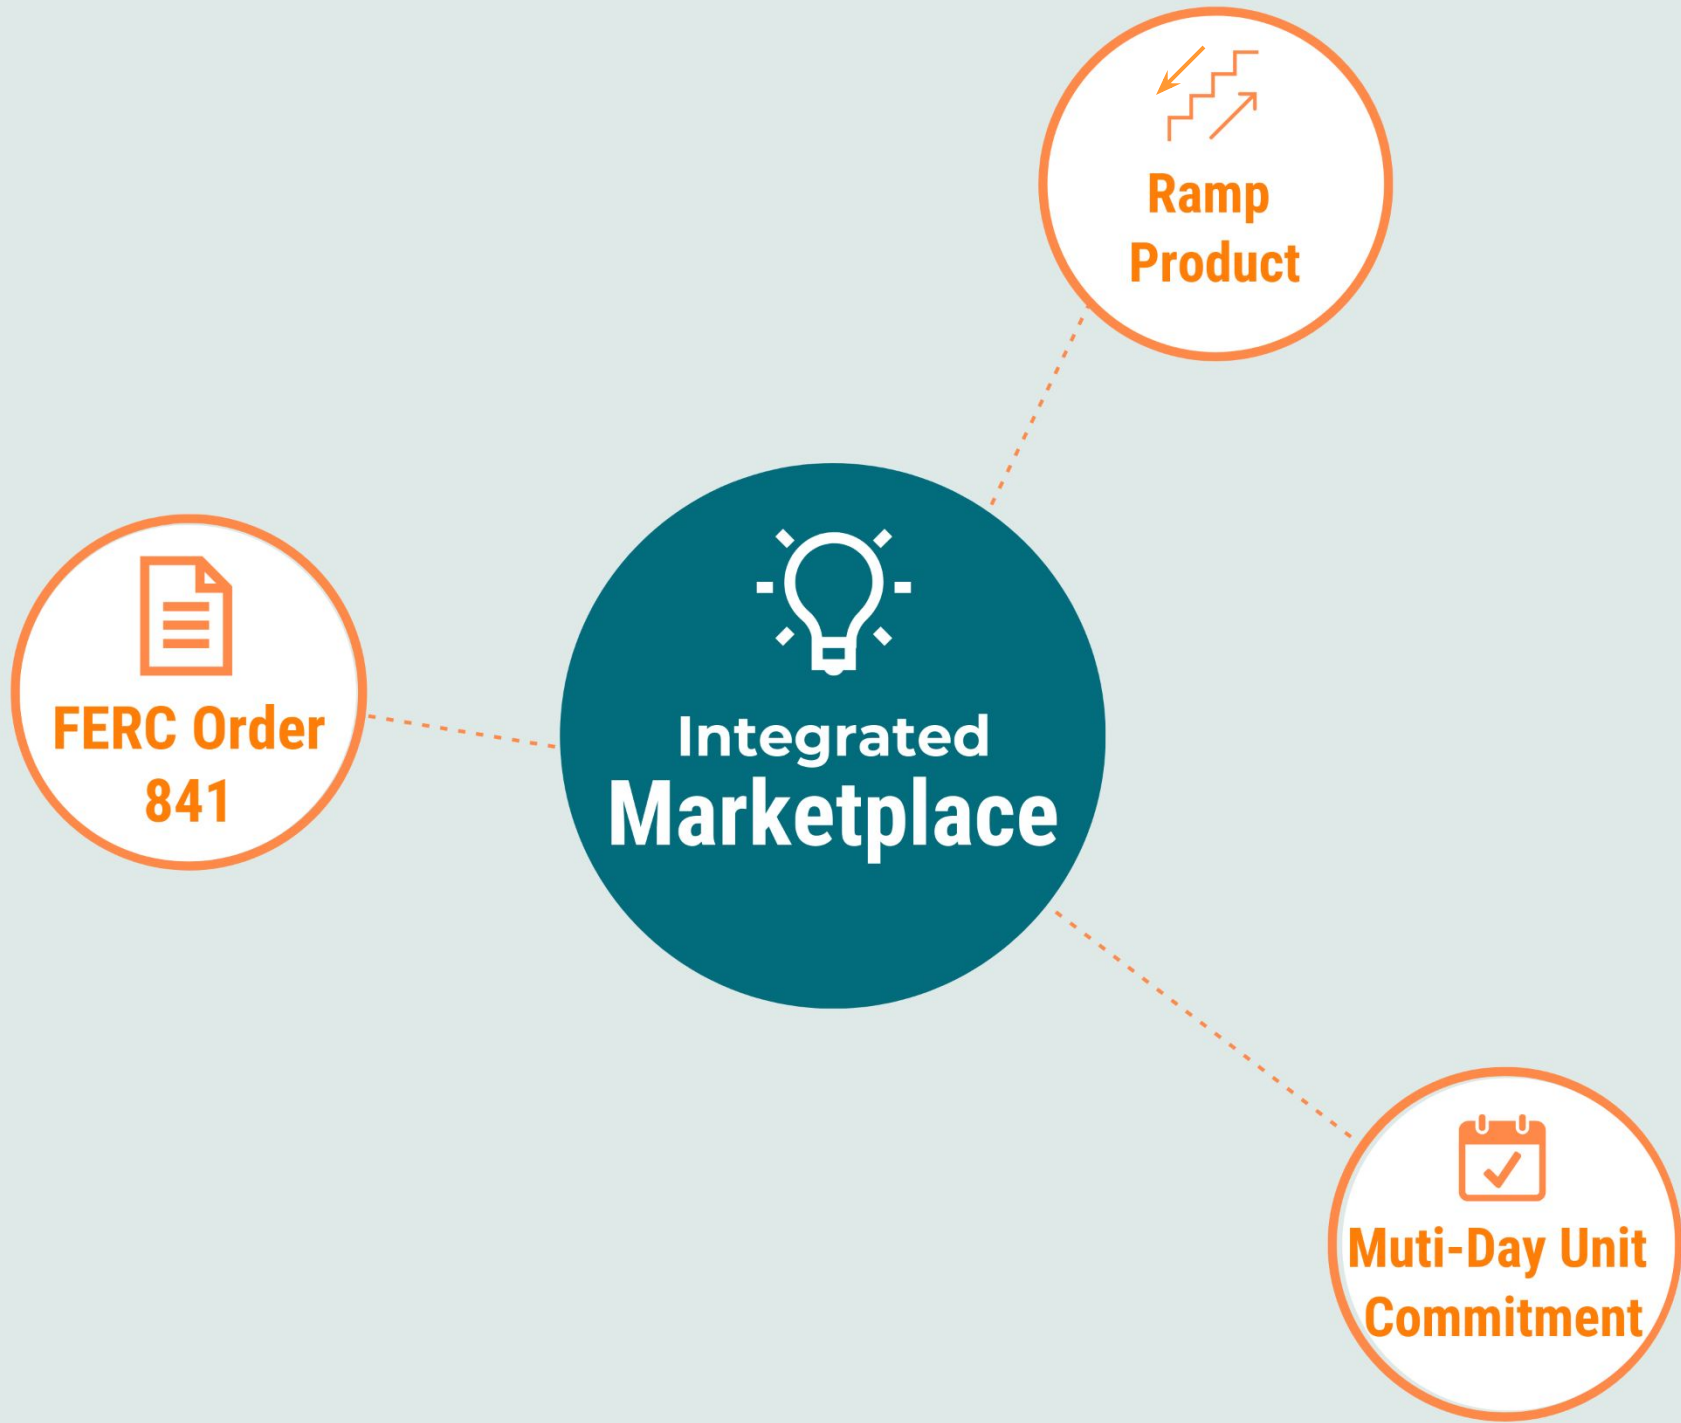 Ramp
Product
FERC Order
841
Integrated
Marketplace
Muti-Day Unit
Commitment